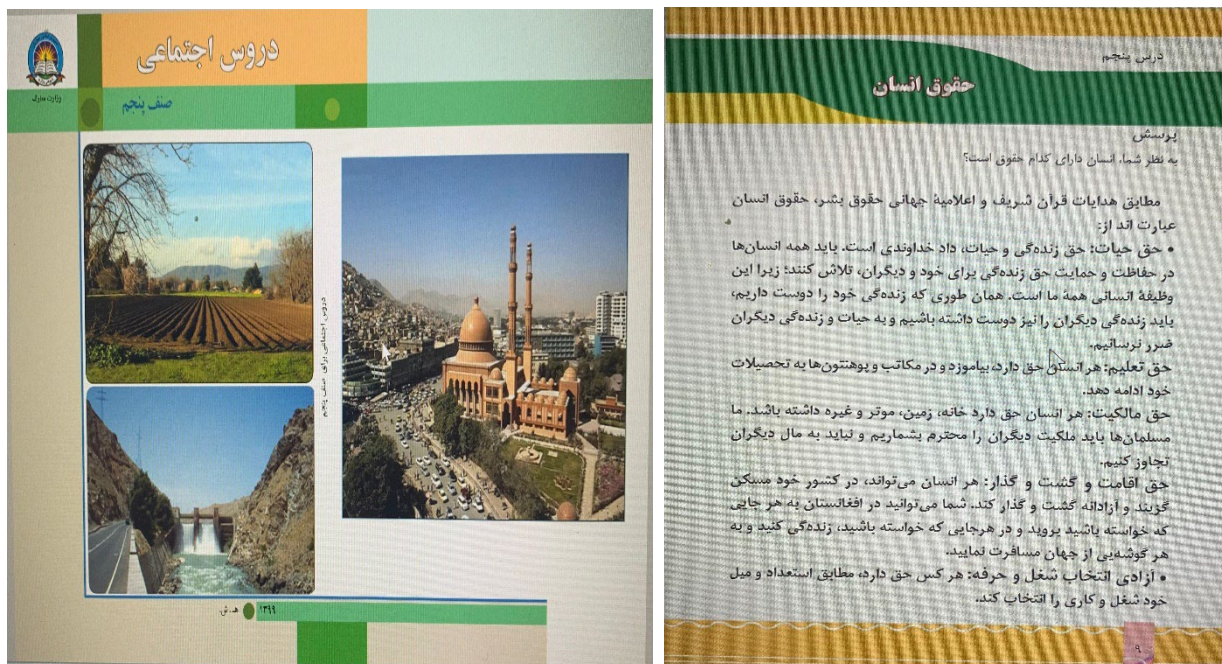 دروس اجتماعی
وزارت معارف
صنف پنجم
دروس اجتماعی برای صنف پنجم
۱۳۹۹ هـ. ش.
درس پنجم
حقوق انسان
پرسش
به نظر شما، انسان دارای کدام حقوق است؟
مطابق هدایات قرآن شریف و اعلامیهٔ جهانی حقوق بشر، حقوق انسان
عبارت اند از:
• حق حیات: حق زنده‌گی و حیات، داد خداوندی است. باید همه انسان‌ها
در حفاظت و حمایت حق زنده‌گی برای خود و دیگران، تلاش کنند؛ زیرا این
وظیفهٔ انسانی همه ما است. همان طوری که زنده‌گی خود را دوست داریم،
باید زنده‌گی دیگران را نیز دوست داشته باشیم و به حیات و زنده‌گی دیگران
ضرر نرسانیم.
حق تعلیم: هر انسان حق دارد، بیاموزد و در مکاتب و پوهنتون‌ها به تحصیلات
خود ادامه دهد.
حق مالکیت: هر انسان حق دارد خانه، زمین، موتر و غیره داشته باشد. ما
مسلمان‌ها باید ملکیت دیگران را محترم بشماریم و نباید به مال دیگران
تجاوز کنیم.
حق اقامت و گشت و گذار: هر انسان می‌تواند، در کشور خود مسکن
گزیند و آزادانه گشت و گذار کند. شما می‌توانید در افغانستان به هر جایی
که خواسته باشید بروید و در هرجایی که خواسته باشید، زنده‌گی کنید و به
هر گوشه‌یی از جهان مسافرت نمایید.
• آزادی انتخاب شغل و حرفه: هر کس حق دارد، مطابق استعداد و میل
خود شغل و کاری را انتخاب کند.
۹